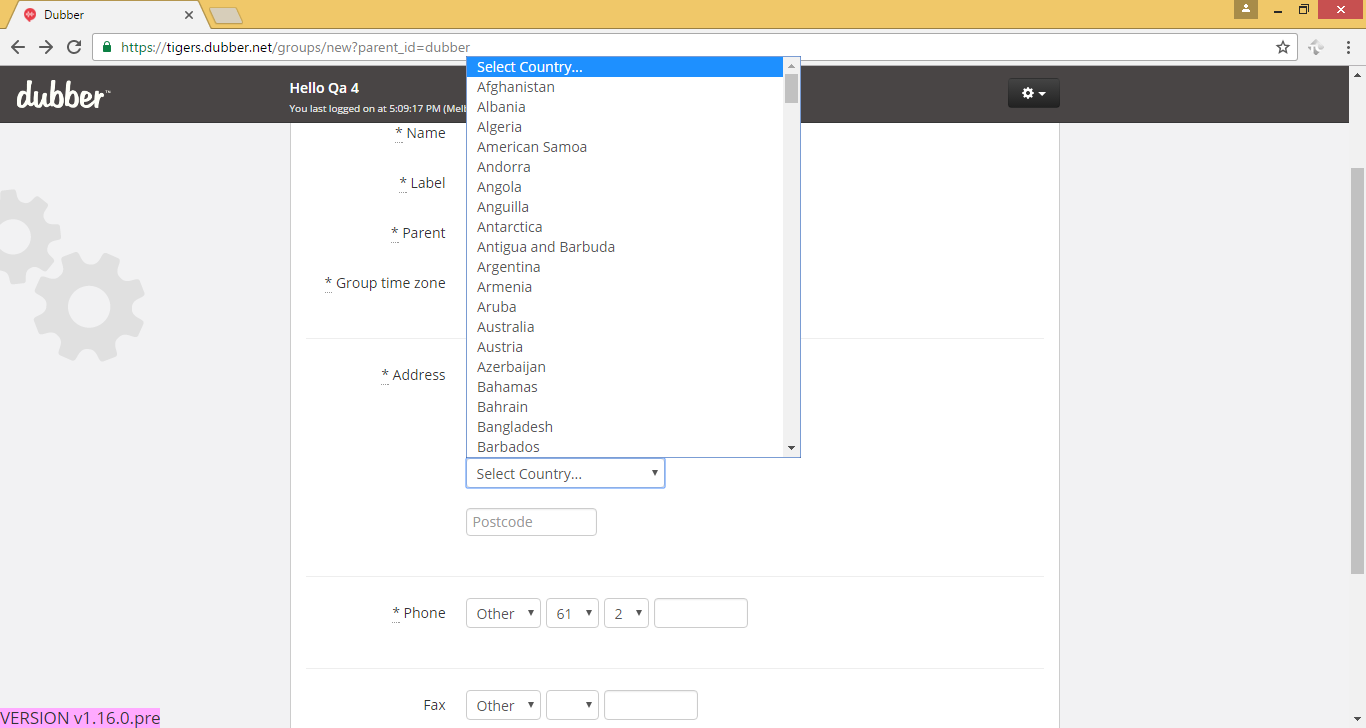 Dubber
https://tigers.dubber.net/groups/new?parent_id=dubber
dubber™
Hello Qa 4
You last logged on at 5:09:17 PM (Melb
Select Country...
Afghanistan
Albania
Algeria
American Samoa
Andorra
Angola
Anguilla
Antarctica
Antigua and Barbuda
Argentina
Armenia
Aruba
Australia
Austria
Azerbaijan
Bahamas
Bahrain
Bangladesh
Barbados
* Name
* Label
* Parent
* Group time zone
* Address
Select Country...
Postcode
* Phone Other 61 2
Fax Other
VERSION v1.16.0.pre